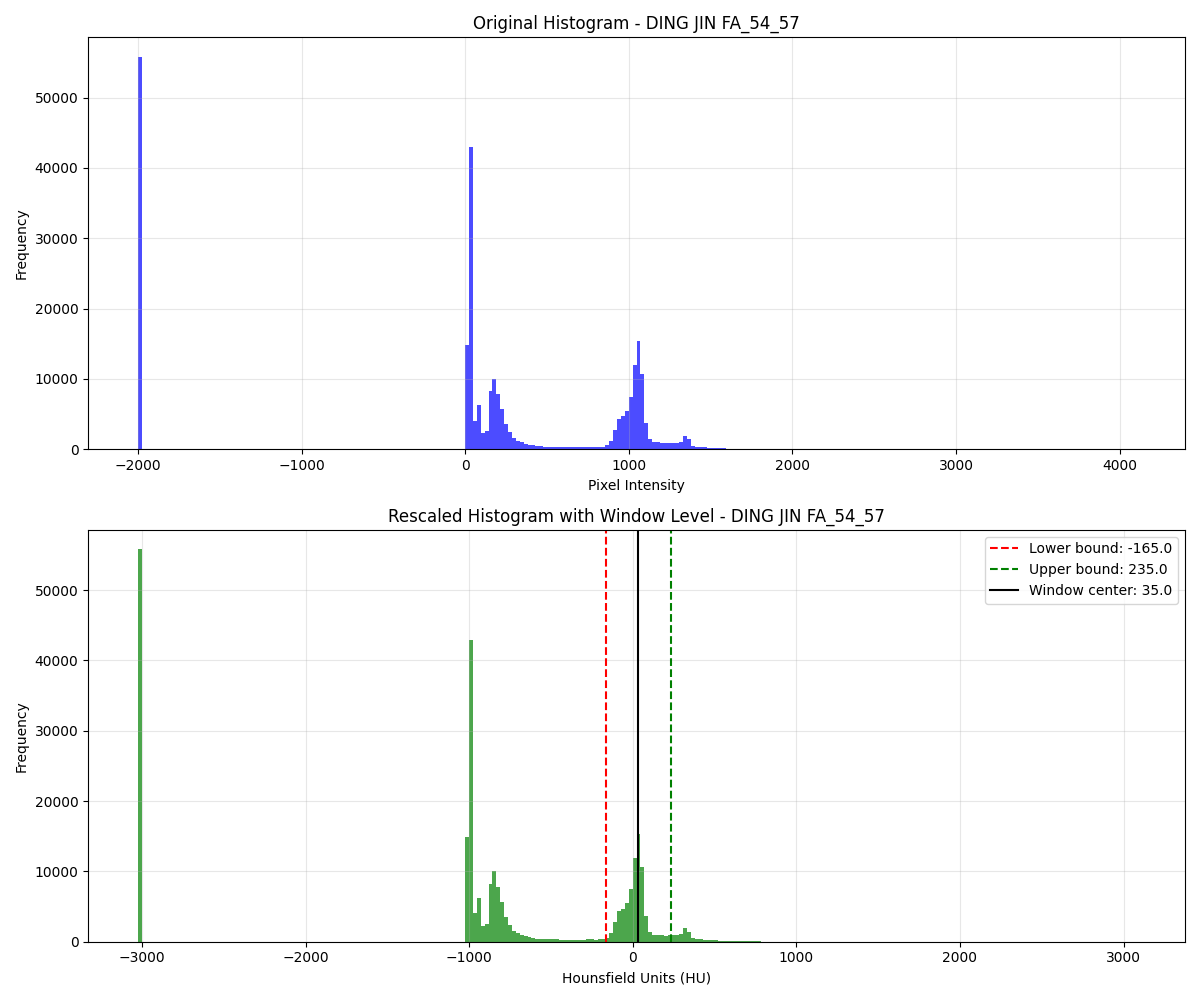 Original Histogram - DING JIN FA_54_57
Frequency
50000
40000
30000
20000
10000
0
−2000 −1000 0 1000 2000 3000 4000
Pixel Intensity
Rescaled Histogram with Window Level - DING JIN FA_54_57
Lower bound: -165.0
Upper bound: 235.0
Window center: 35.0
Frequency
50000
40000
30000
20000
10000
0
−3000 −2000 −1000 0 1000 2000 3000
Hounsfield Units (HU)